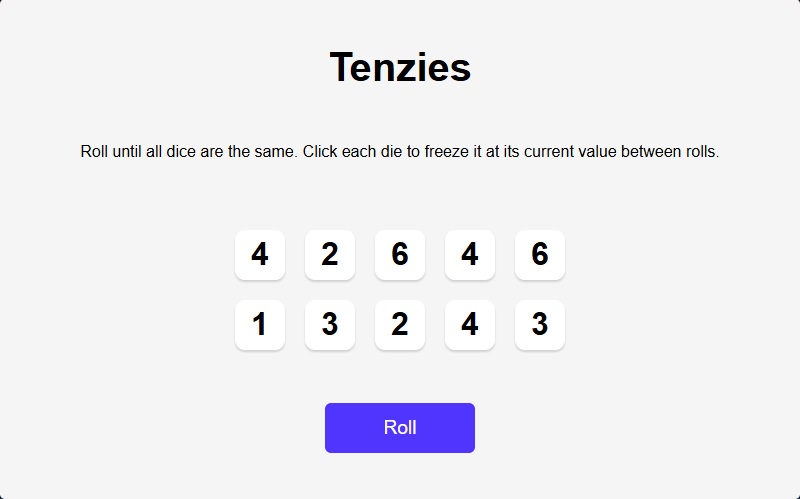 Tenzies
Roll until all dice are the same. Click each die to freeze it at its current value between rolls.
4 2 6 4 6
1 3 2 4 3
Roll